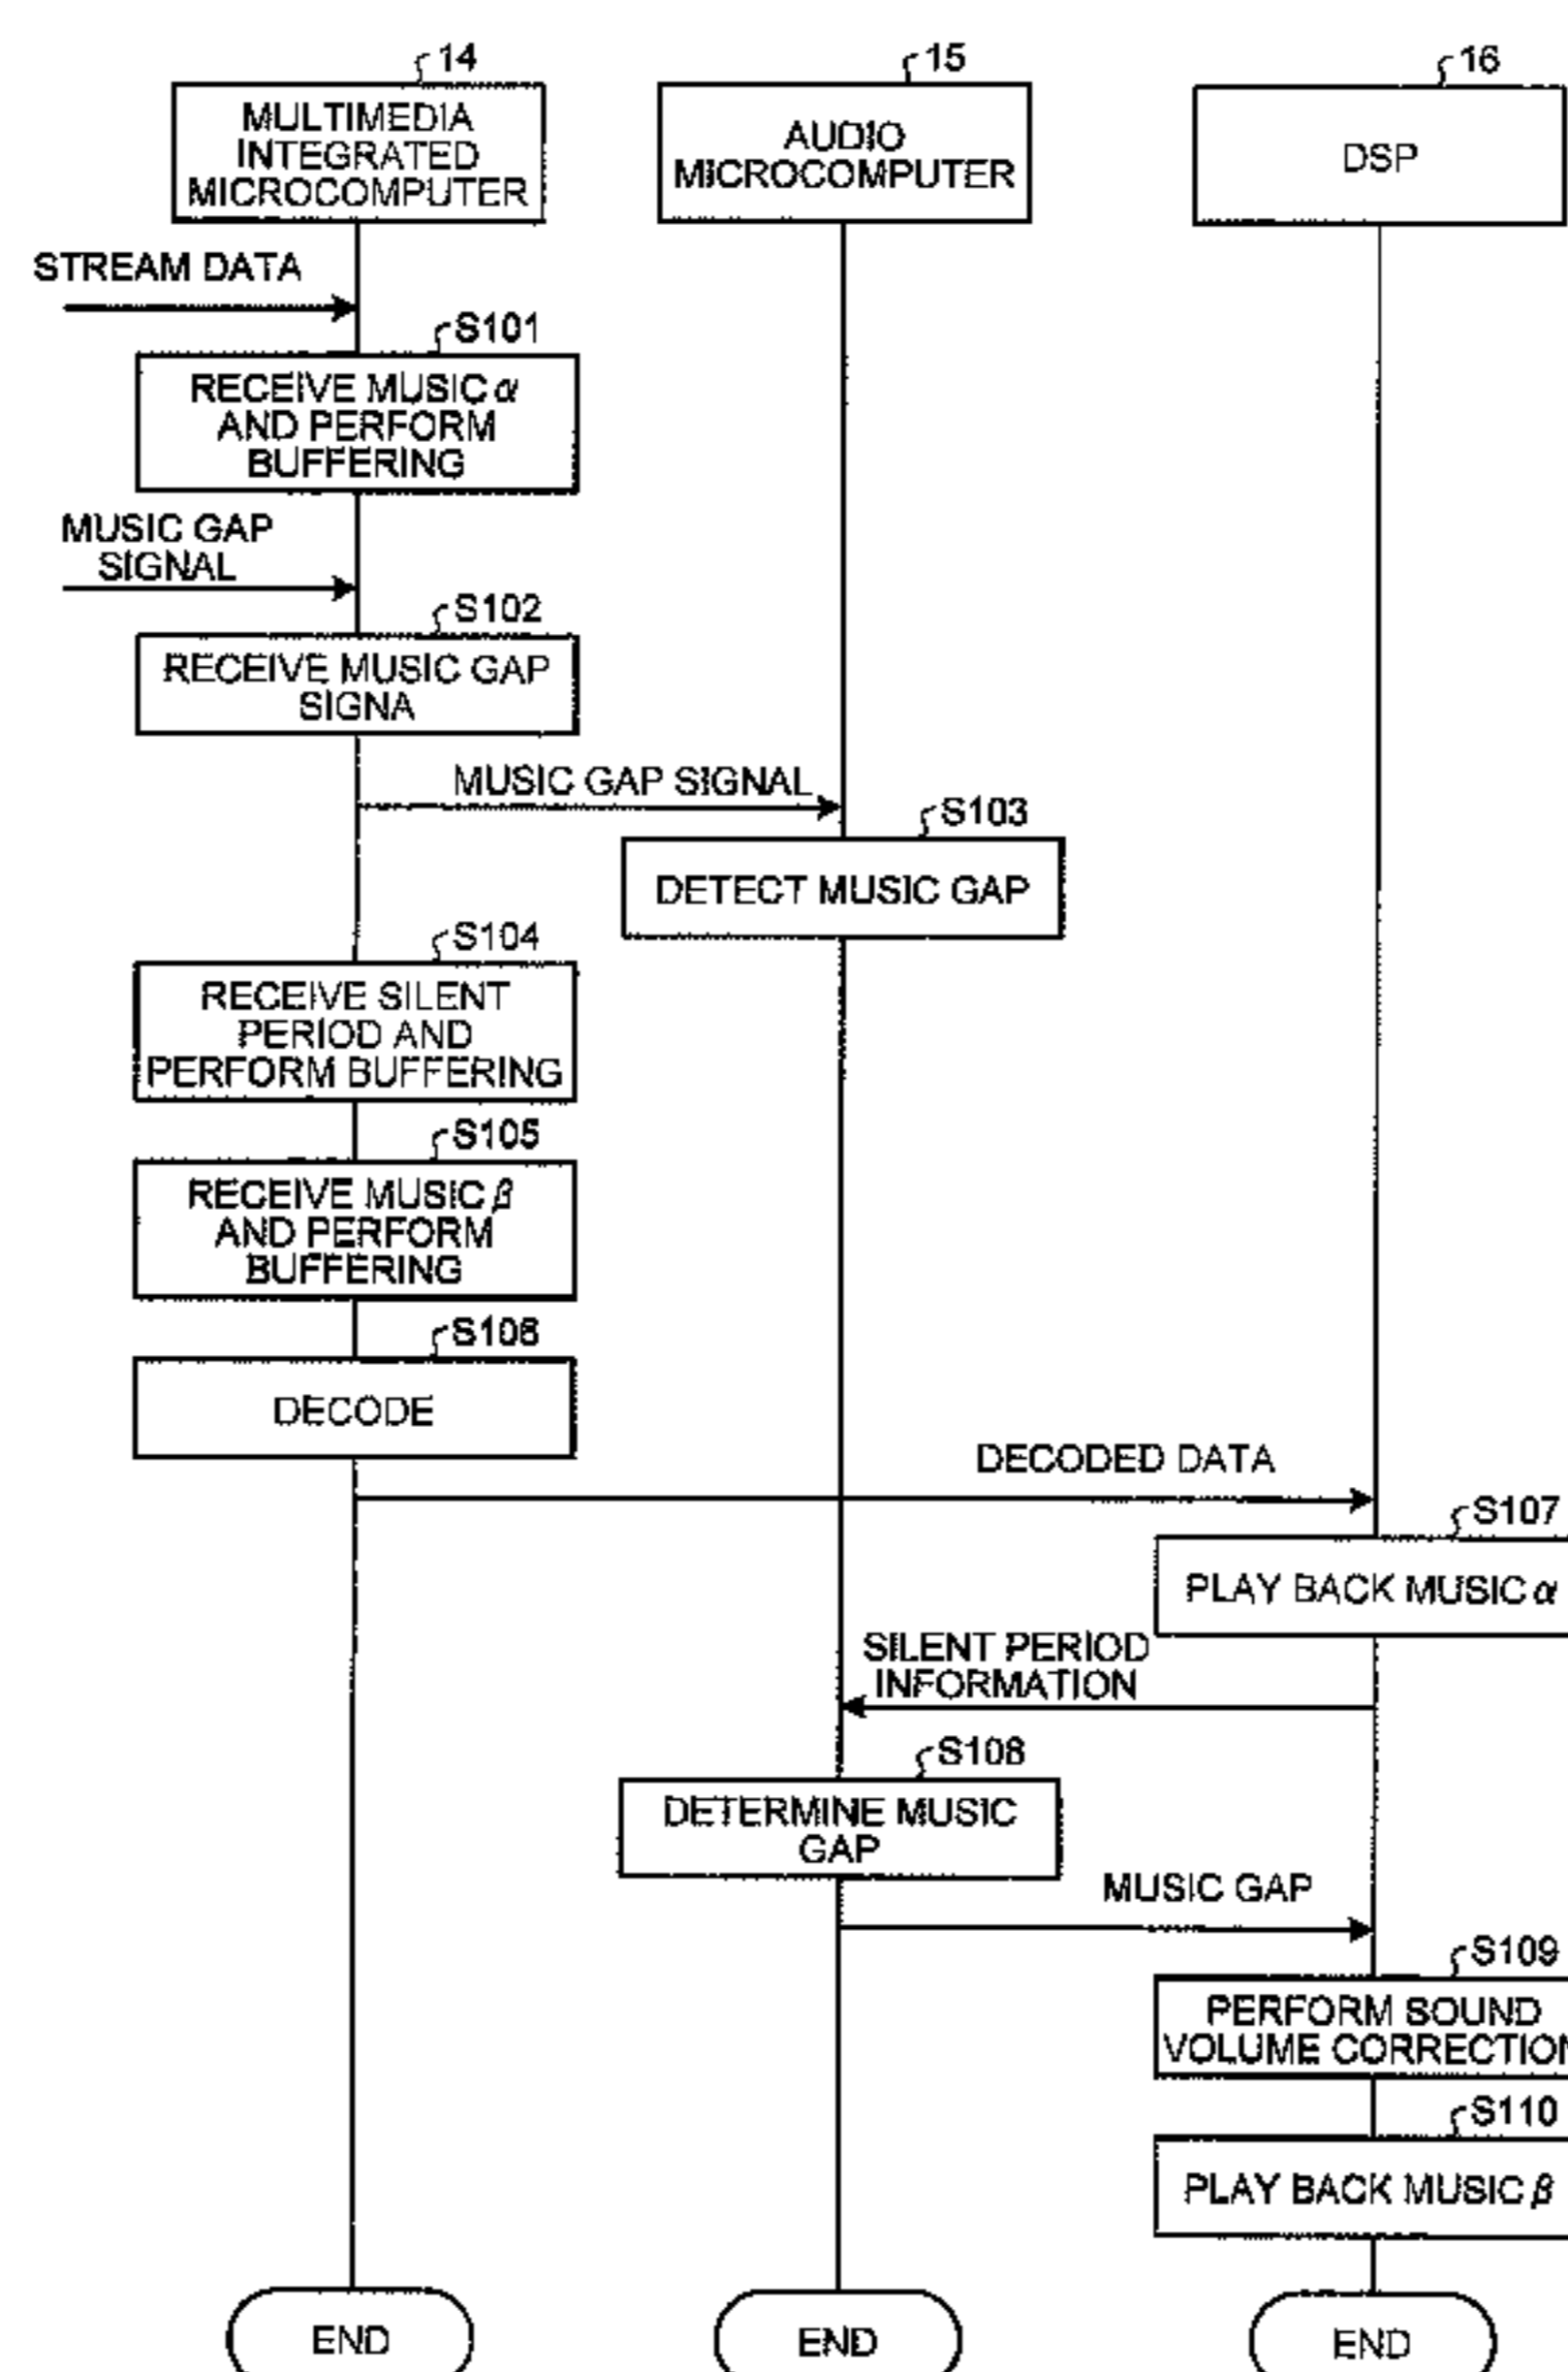 14
MULTIMEDIA
INTEGRATED
MICROCOMPUTER
15
AUDIO
MICROCOMPUTER
16
DSP
STREAM DATA
S101
RECEIVE MUSIC α
AND PERFORM
BUFFERING
MUSIC GAP
SIGNAL
S102
RECEIVE MUSIC GAP
SIGNA
MUSIC GAP SIGNAL
S103
DETECT MUSIC GAP
S104
RECEIVE SILENT
PERIOD AND
PERFORM BUFFERING
S105
RECEIVE MUSIC β
AND PERFORM
BUFFERING
S106
DECODE
DECODED DATA
S107
PLAY BACK MUSIC α
SILENT PERIOD
INFORMATION
S108
DETERMINE MUSIC
GAP
MUSIC GAP
S109
PERFORM SOUND
VOLUME CORRECTION
S110
PLAY BACK MUSIC β
END
END
END